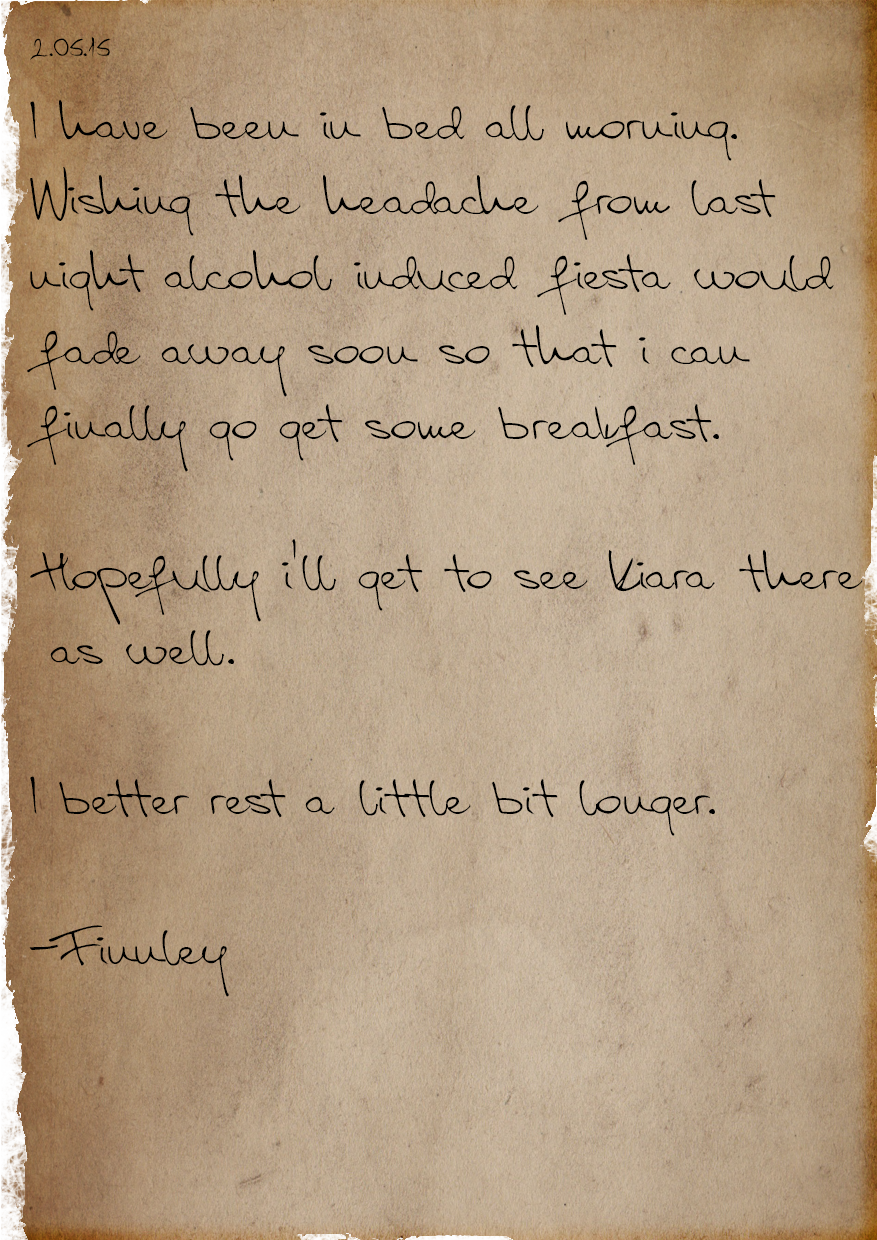 2.05.15
I have been in bed all morning.
Wishing the headache from last
night alcohol induced fiesta would
fade away soon so that i can
finally go get some breakfast.
Hopefully i'll get to see Kiara there
as well.
I better rest a little bit longer.
-Finnley